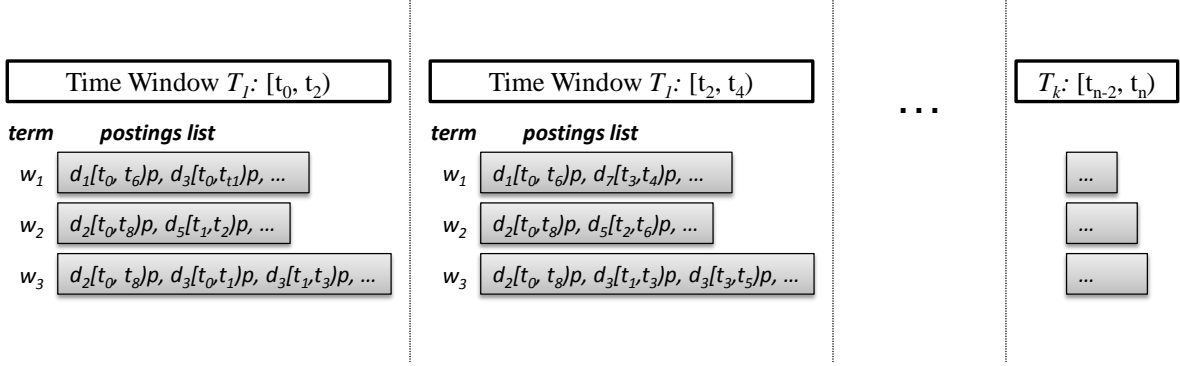 Time Window T1: [t0, t2)
term postings list
w1 d1[t0, t6)p, d3[t0,tt1)p, ...
w2 d2[t0,t8)p, d5[t1,t2)p, ...
w3 d2[t0, t8)p, d3[t0,t1)p, d3[t1,t3)p, ...
Time Window T1: [t2, t4)
term postings list
w1 d1[t0, t6)p, d7[t3,t4)p, ...
w2 d2[t0,t8)p, d5[t2,t6)p, ...
w3 d2[t0, t8)p, d3[t1,t3)p, d3[t3,t5)p, ...
...
Tk: [tn-2, tn)
...
...
...